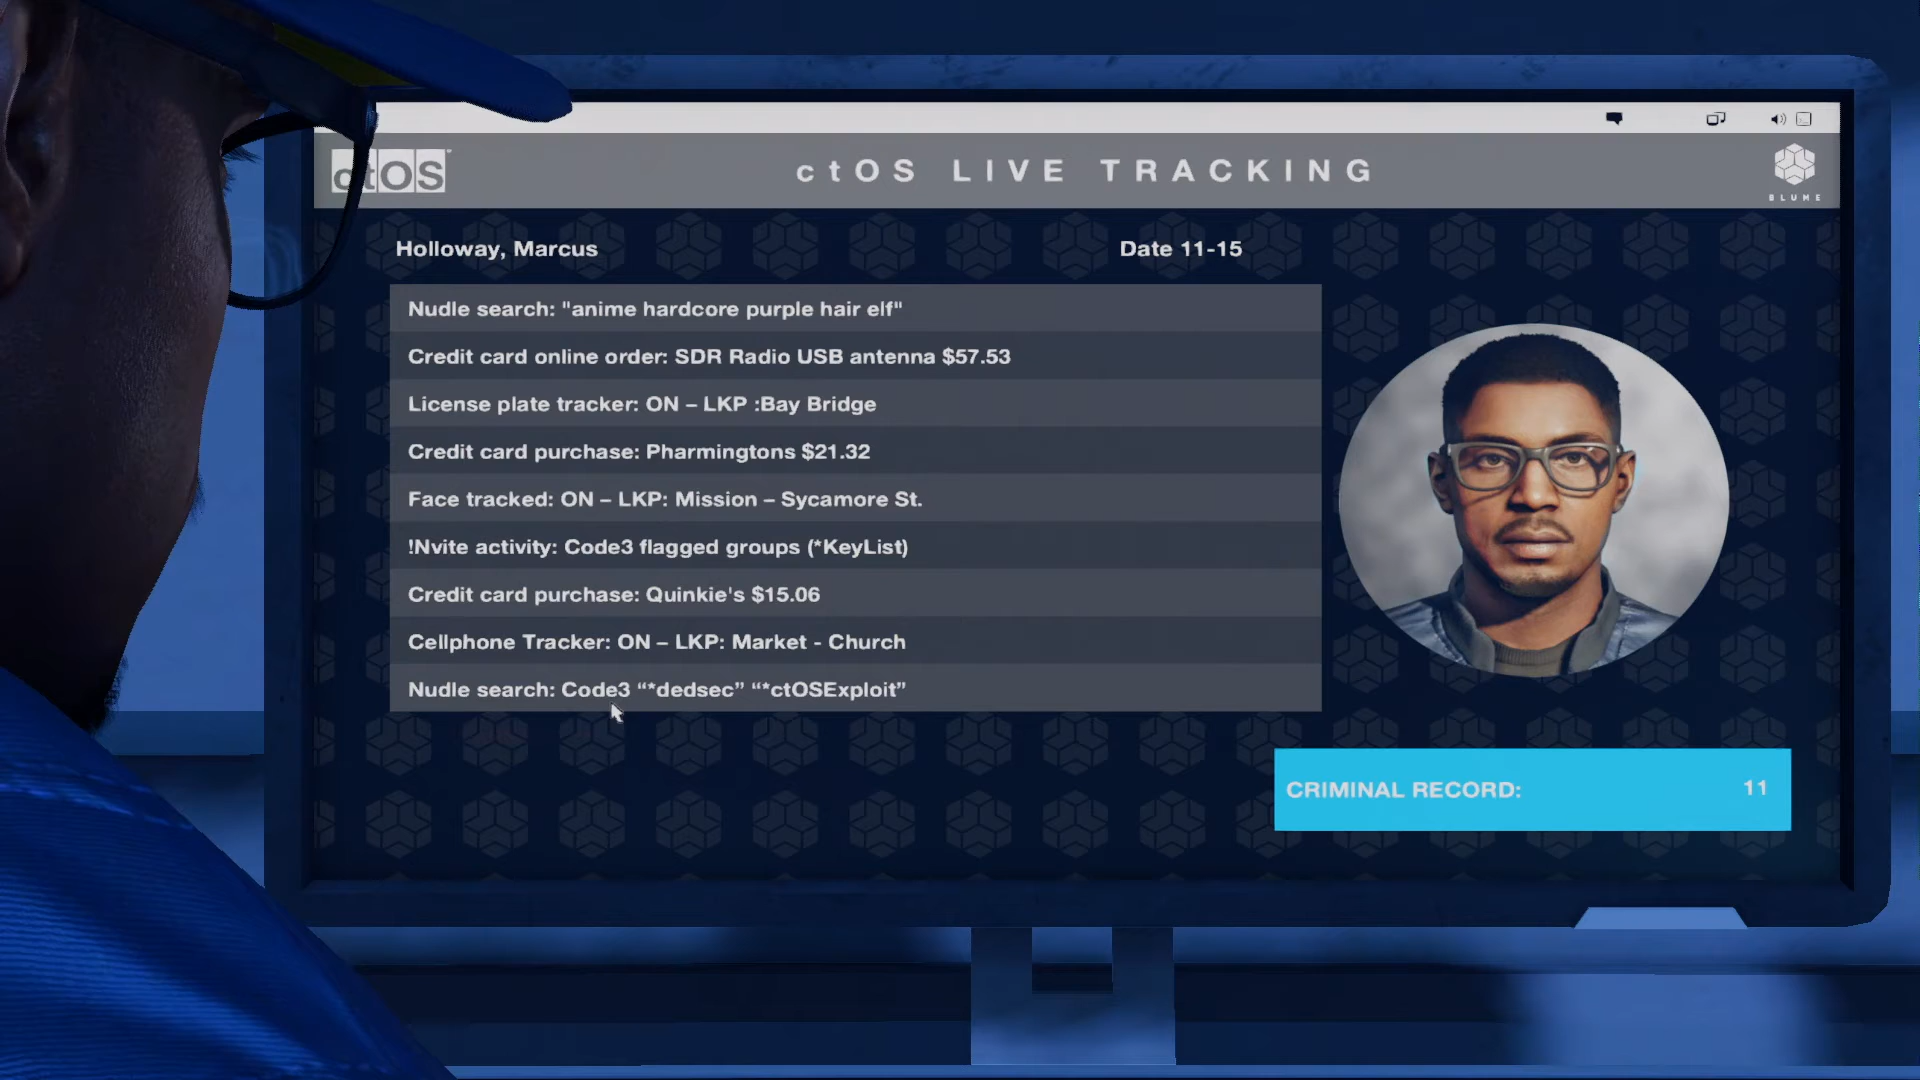 ctOS
ctOS LIVE TRACKING
BLUME
Holloway, Marcus
Date 11-15
Nudle search: "anime hardcore purple hair elf"
Credit card online order: SDR Radio USB antenna $57.53
License plate tracker: ON – LKP :Bay Bridge
Credit card purchase: Pharmingtons $21.32
Face tracked: ON – LKP: Mission – Sycamore St.
!Nvite activity: Code3 flagged groups (*KeyList)
Credit card purchase: Quinkie's $15.06
Cellphone Tracker: ON – LKP: Market - Church
Nudle search: Code3 “*dedsec” “*ctOSExploit”
CRIMINAL RECORD: 11